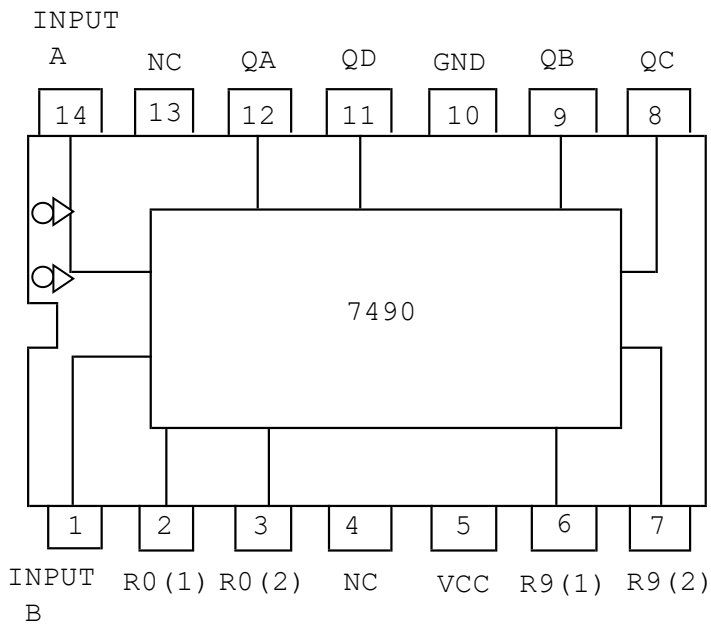 INPUT
A NC QA QD GND QB QC
14 13 12 11 10 9 8
7490
1 2 3 4 5 6 7
INPUT R0(1) R0(2) NC VCC R9(1) R9(2)
B